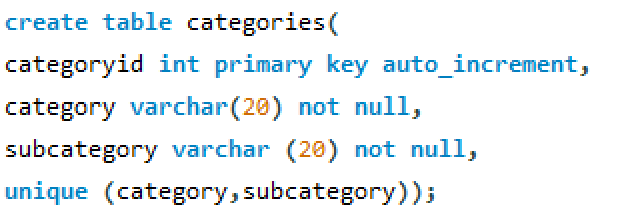 create table categories(
categoryid int primary key auto_increment,
category varchar(20) not null,
subcategory varchar (20) not null,
unique (category,subcategory));